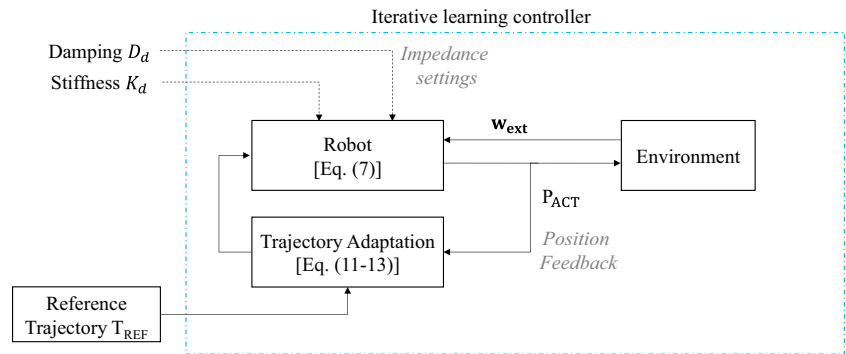 Iterative learning controller
Damping D_d
Stiffness K_d
Impedance
settings
Robot
[Eq. (7)]
w_ext
Environment
P_ACT
Trajectory Adaptation
[Eq. (11-13)]
Position
Feedback
Reference
Trajectory T_REF